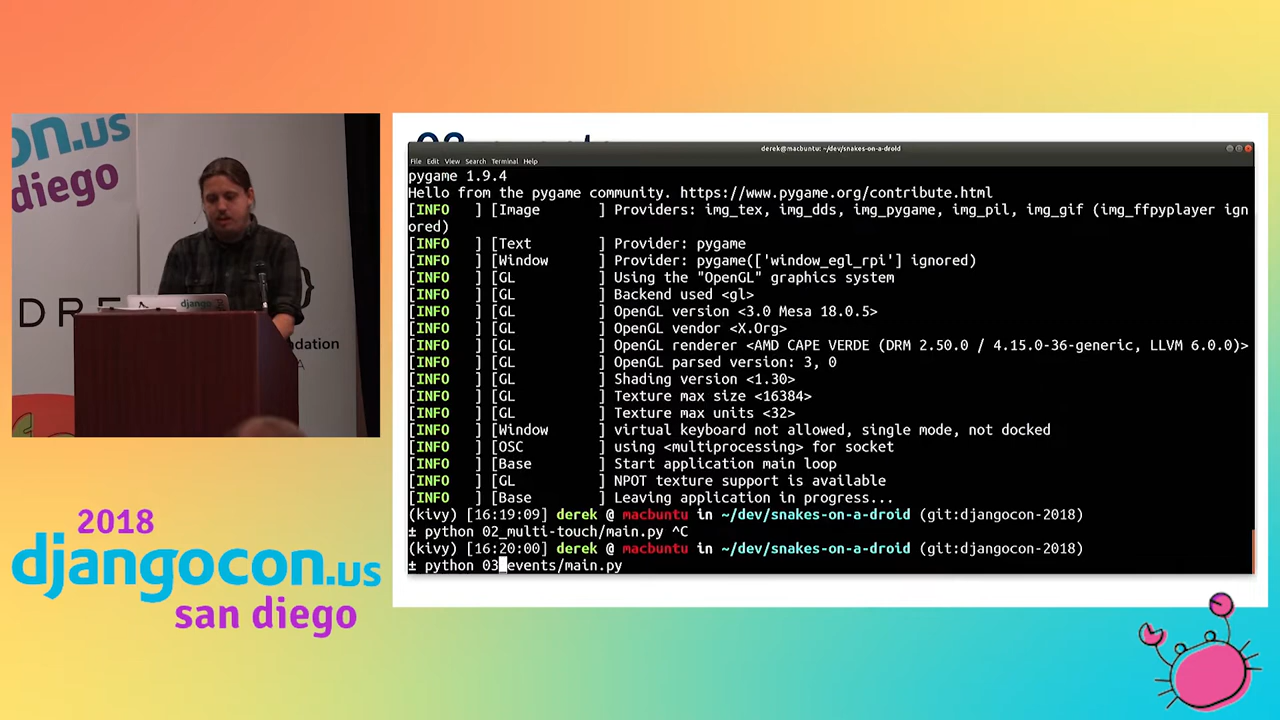 on.us
diego
DRE
django
ndation
A
2018
djangocon.us
san diego
derek@macbuntu: ~/dev/snakes-on-a-droid
File Edit View Search Terminal Help
pygame 1.9.4
Hello from the pygame community. https://www.pygame.org/contribute.html
[INFO   ] [Image       ] Providers: img_tex, img_dds, img_pygame, img_pil, img_gif (img_ffpyplayer ign
ored)
[INFO   ] [Text        ] Provider: pygame
[INFO   ] [Window      ] Provider: pygame(['window_egl_rpi'] ignored)
[INFO   ] [GL          ] Using the "OpenGL" graphics system
[INFO   ] [GL          ] Backend used <gl>
[INFO   ] [GL          ] OpenGL version <3.0 Mesa 18.0.5>
[INFO   ] [GL          ] OpenGL vendor <X.Org>
[INFO   ] [GL          ] OpenGL renderer <AMD CAPE VERDE (DRM 2.50.0 / 4.15.0-36-generic, LLVM 6.0.0)>
[INFO   ] [GL          ] OpenGL parsed version: 3, 0
[INFO   ] [GL          ] Shading version <1.30>
[INFO   ] [GL          ] Texture max size <16384>
[INFO   ] [GL          ] Texture max units <32>
[INFO   ] [Window      ] virtual keyboard not allowed, single mode, not docked
[INFO   ] [OSC         ] using <multiprocessing> for socket
[INFO   ] [Base        ] Start application main loop
[INFO   ] [GL          ] NPOT texture support is available
[INFO   ] [Base        ] Leaving application in progress...
(kivy) [16:19:09] derek @ macbuntu in ~/dev/snakes-on-a-droid (git:djangocon-2018)
± python 02_multi-touch/main.py ^C
(kivy) [16:20:00] derek @ macbuntu in ~/dev/snakes-on-a-droid (git:djangocon-2018)
± python 03_events/main.py